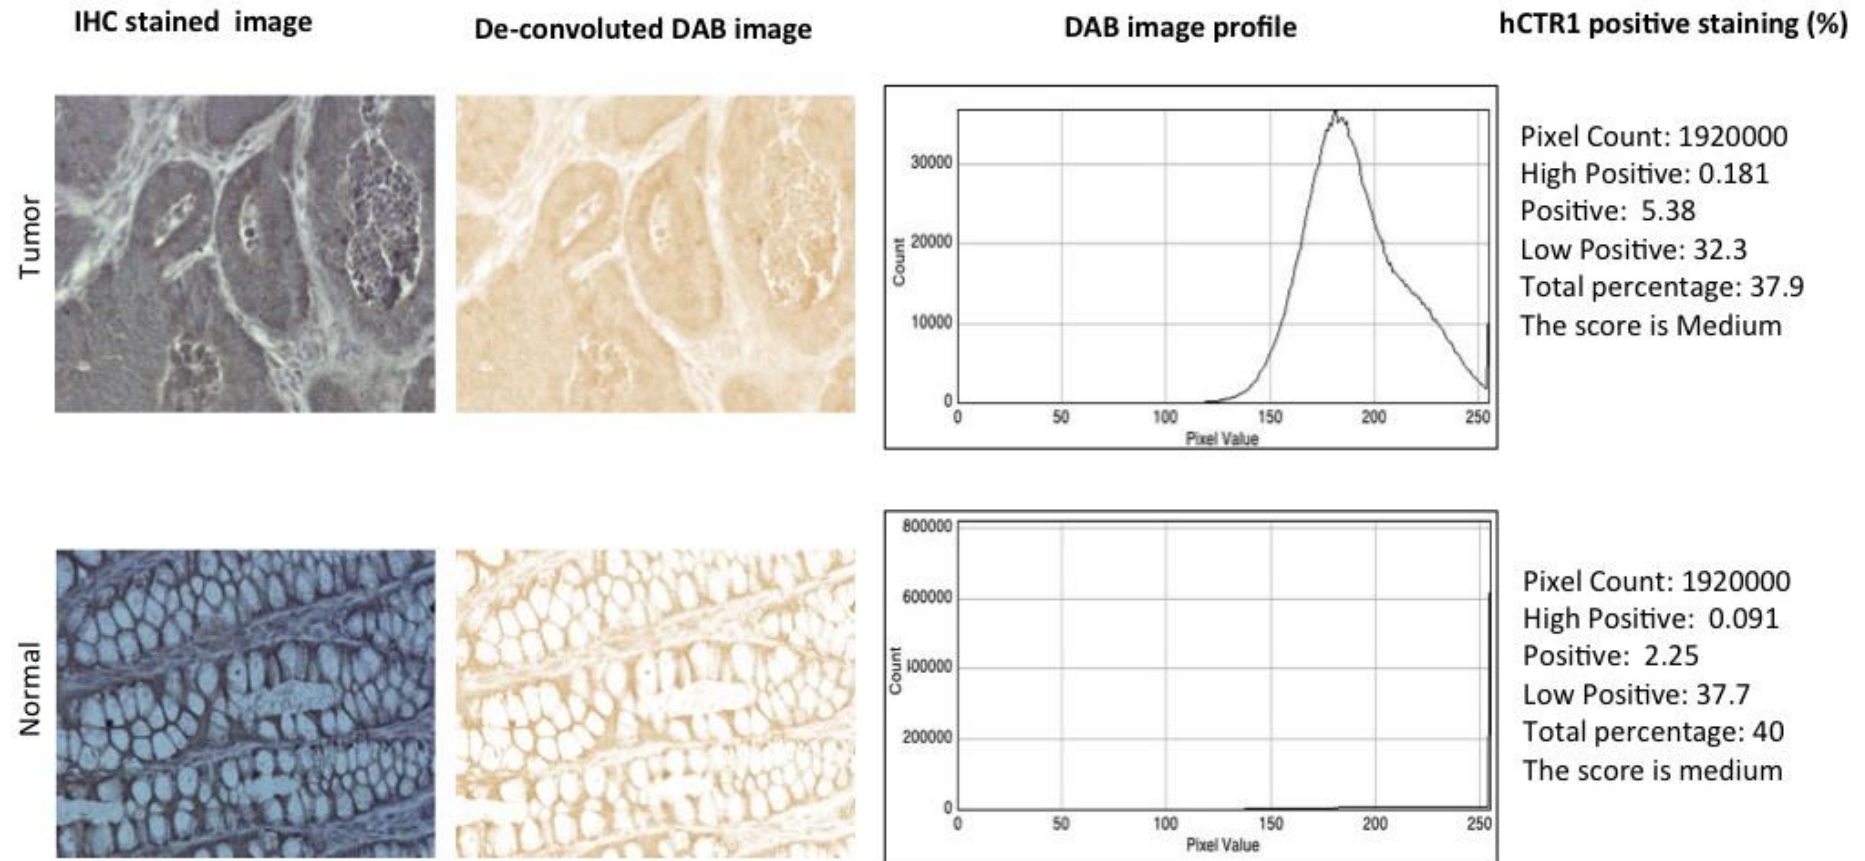 IHC stained image
De-convoluted DAB image
DAB image profile
hCTR1 positive staining (%)
Tumor
30000
20000
10000
0
Count
0 50 100 150 200 250
Pixel Value
Pixel Count: 1920000
High Positive: 0.181
Positive: 5.38
Low Positive: 32.3
Total percentage: 37.9
The score is Medium
Normal
800000
600000
400000
200000
0
Count
0 50 100 150 200 250
Pixel Value
Pixel Count: 1920000
High Positive: 0.091
Positive: 2.25
Low Positive: 37.7
Total percentage: 40
The score is medium